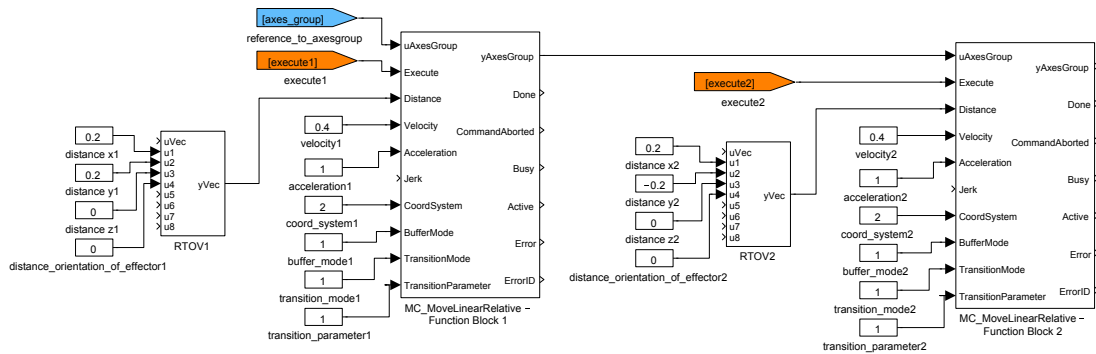 [axes_group]
reference_to_axesgroup
[execute1]
execute1
0.2
distance x1
0.2
distance y1
0
distance z1
0
distance_orientation_of_effector1
uVec
u1
u2
u3
u4
u5
u6
u7
u8
yVec
RTOV1
0.4
velocity1
1
acceleration1
2
coord_system1
1
buffer_mode1
1
transition_mode1
1
transition_parameter1
uAxesGroup
Execute
Distance
Velocity
Acceleration
Jerk
CoordSystem
BufferMode
TransitionMode
TransitionParameter
yAxesGroup
Done
CommandAborted
Busy
Active
Error
ErrorID
MC_MoveLinearRelative −
Function Block 1
[execute2]
execute2
0.2
distance x2
−0.2
distance y2
0
distance z2
0
distance_orientation_of_effector2
uVec
u1
u2
u3
u4
u5
u6
u7
u8
yVec
RTOV2
0.4
velocity2
1
acceleration2
2
coord_system2
1
buffer_mode2
1
transition_mode2
1
transition_parameter2
uAxesGroup
Execute
Distance
Velocity
Acceleration
Jerk
CoordSystem
BufferMode
TransitionMode
TransitionParameter
yAxesGroup
Done
CommandAborted
Busy
Active
Error
ErrorID
MC_MoveLinearRelative −
Function Block 2